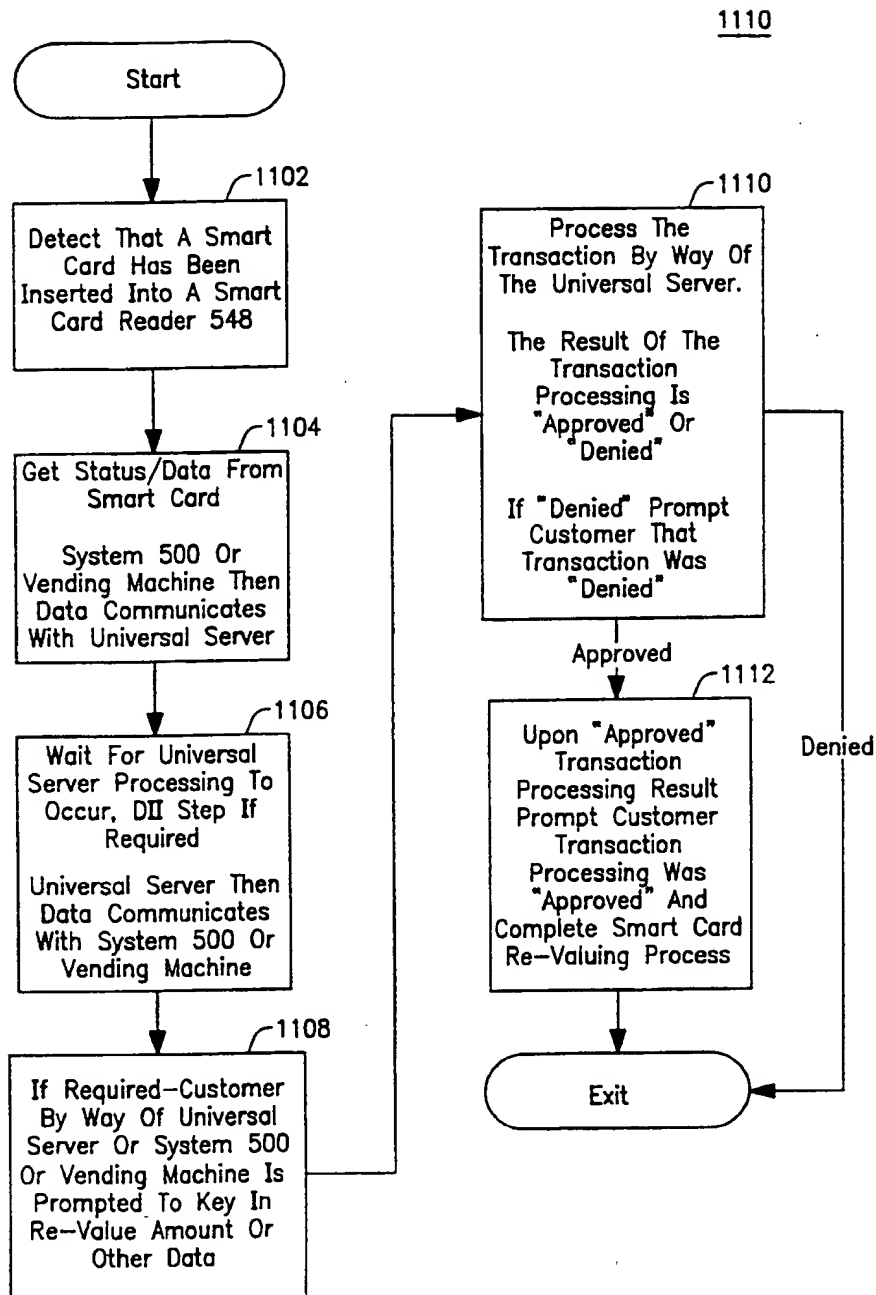 1110
Start
1102
Detect That A Smart
Card Has Been
Inserted Into A Smart
Card Reader 548
1104
Get Status/Data From
Smart Card
System 500 Or
Vending Machine Then
Data Communicates
With Universal Server
1106
Wait For Universal
Server Processing To
Occur, DII Step If
Required
Universal Server Then
Data Communicates
With System 500 Or
Vending Machine
1108
If Required-Customer
By Way Of Universal
Server Or System 500
Or Vending Machine Is
Prompted To Key In
Re-Value Amount Or
Other Data
1110
Process The
Transaction By Way Of
The Universal Server.
The Result Of The
Transaction
Processing Is
"Approved" Or
"Denied"
If "Denied" Prompt
Customer That
Transaction Was
"Denied"
Approved
Denied
1112
Upon "Approved"
Transaction
Processing Result
Prompt Customer
Transaction
Processing Was
"Approved" And
Complete Smart Card
Re-Valuing Process
Exit